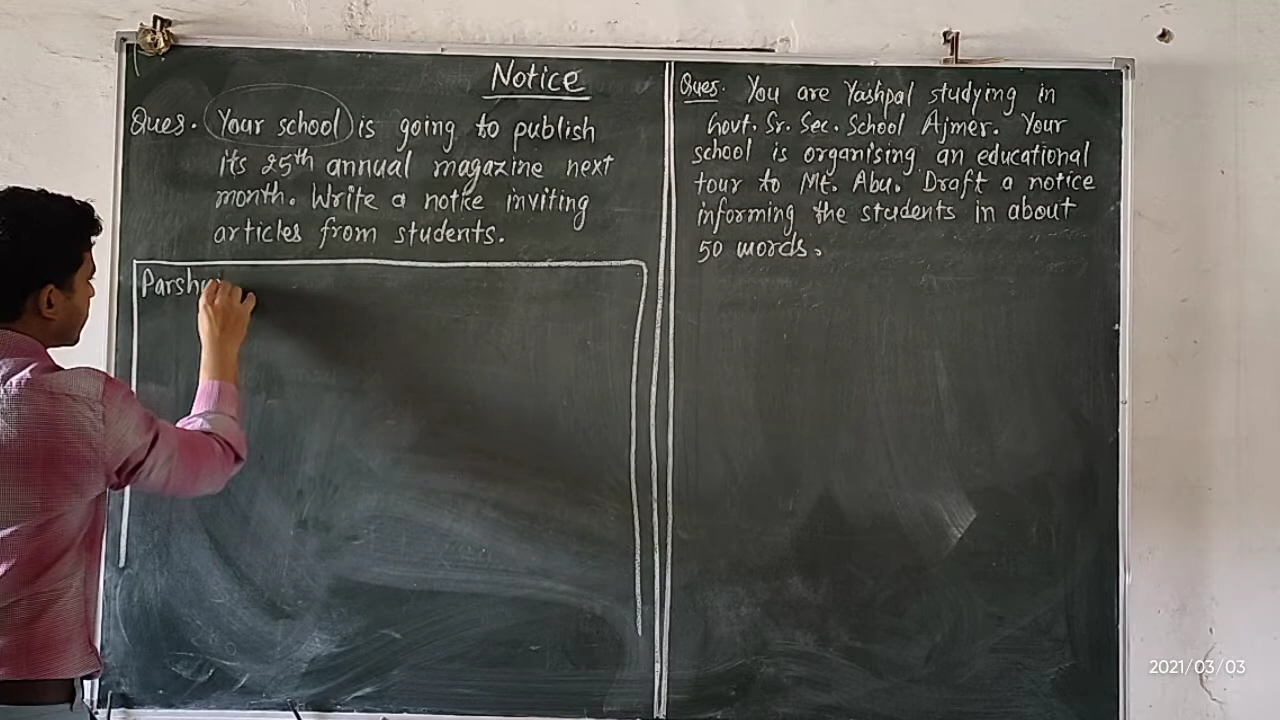 Notice
Ques. Your school is going to publish
its 25th annual magazine next
month. Write a notice inviting
articles from students.
Parshu
Ques. You are Yashpal studying in
Govt. Sr. Sec. School Ajmer. Your
school is organising an educational
tour to Mt. Abu. Draft a notice
informing the students in about
50 words.
2021/03/03